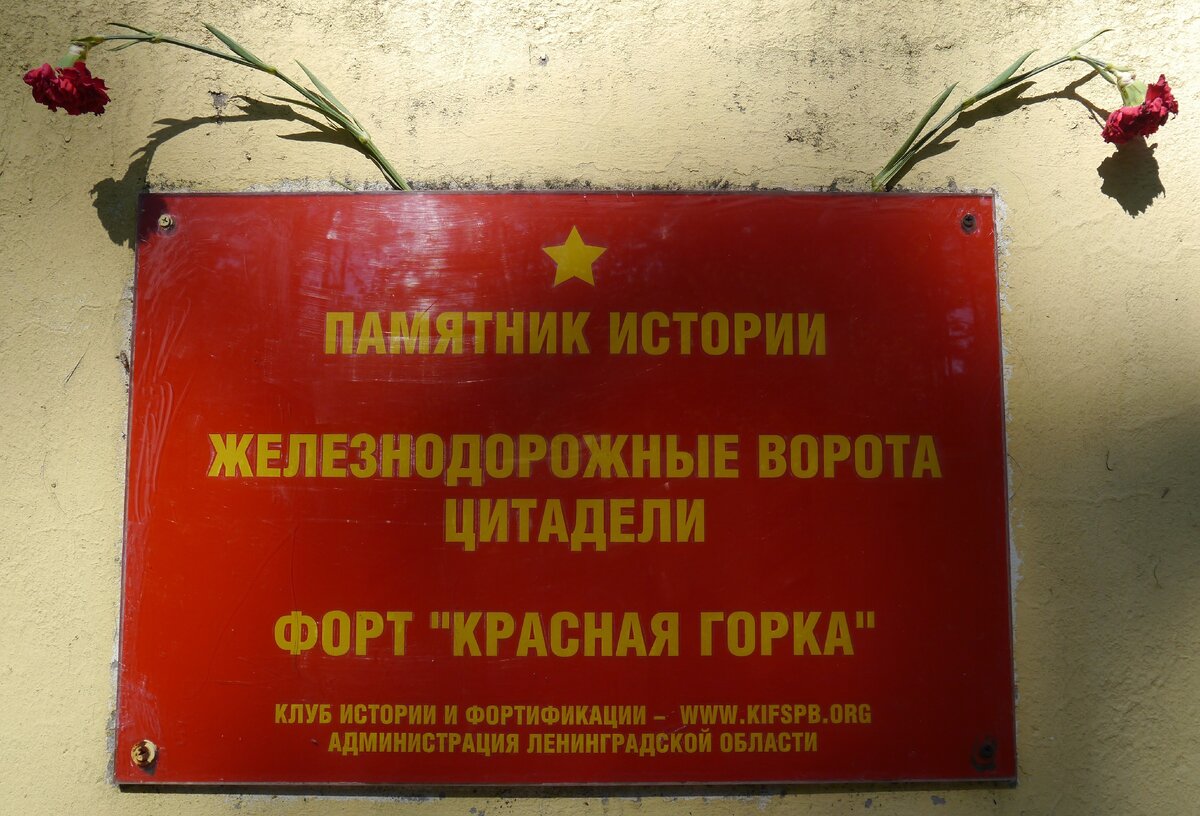 ПАМЯТНИК ИСТОРИИ
ЖЕЛЕЗНОДОРОЖНЫЕ ВОРОТА
ЦИТАДЕЛИ
ФОРТ "КРАСНАЯ ГОРКА"
КЛУБ ИСТОРИИ И ФОРТИФИКАЦИИ – WWW.KIFSPB.ORG
АДМИНИСТРАЦИЯ ЛЕНИНГРАДСКОЙ ОБЛАСТИ